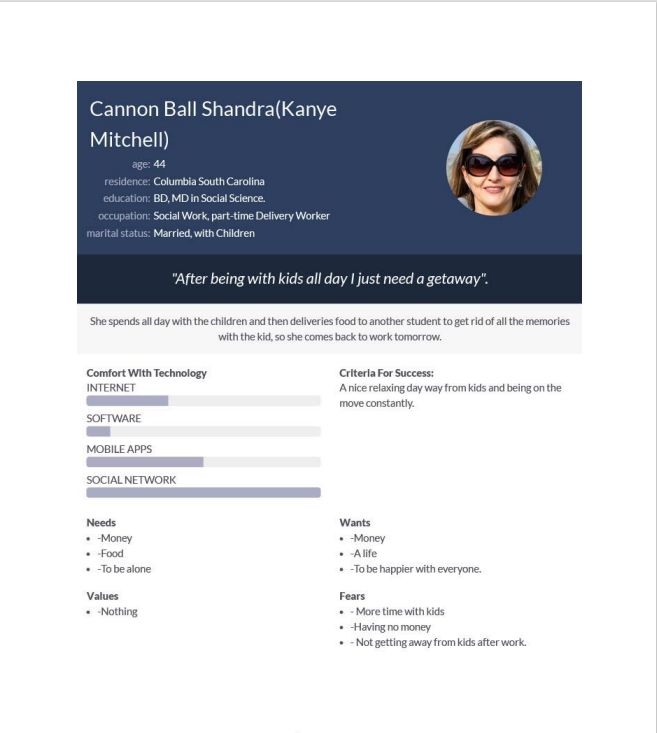 Cannon Ball Shandra(Kanye
Mitchell)
age: 44
residence: Columbia South Carolina
education: BD, MD in Social Science.
occupation: Social Work, part-time Delivery Worker
marital status: Married, with Children
"After being with kids all day I just need a getaway".
She spends all day with the children and then deliveries food to another student to get rid of all the memories
with the kid, so she comes back to work tomorrow.
Comfort With Technology
INTERNET
SOFTWARE
MOBILE APPS
SOCIAL NETWORK
Criteria For Success:
A nice relaxing day way from kids and being on the
move constantly.
Needs
• -Money
• -Food
• -To be alone
Wants
• -Money
• -A life
• -To be happier with everyone.
Values
• -Nothing
Fears
• - More time with kids
• -Having no money
• - Not getting away from kids after work.